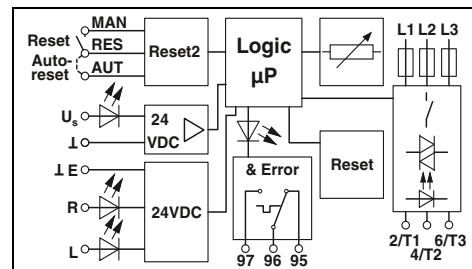 MAN
Reset
RES
Auto-
reset
AUT
Reset2
Logic
µP
L1 L2 L3
Us
24
VDC
⊥
⊥ E
R
L
24VDC
& Error
97 96 95
Reset
2/T1 6/T3
4/T2